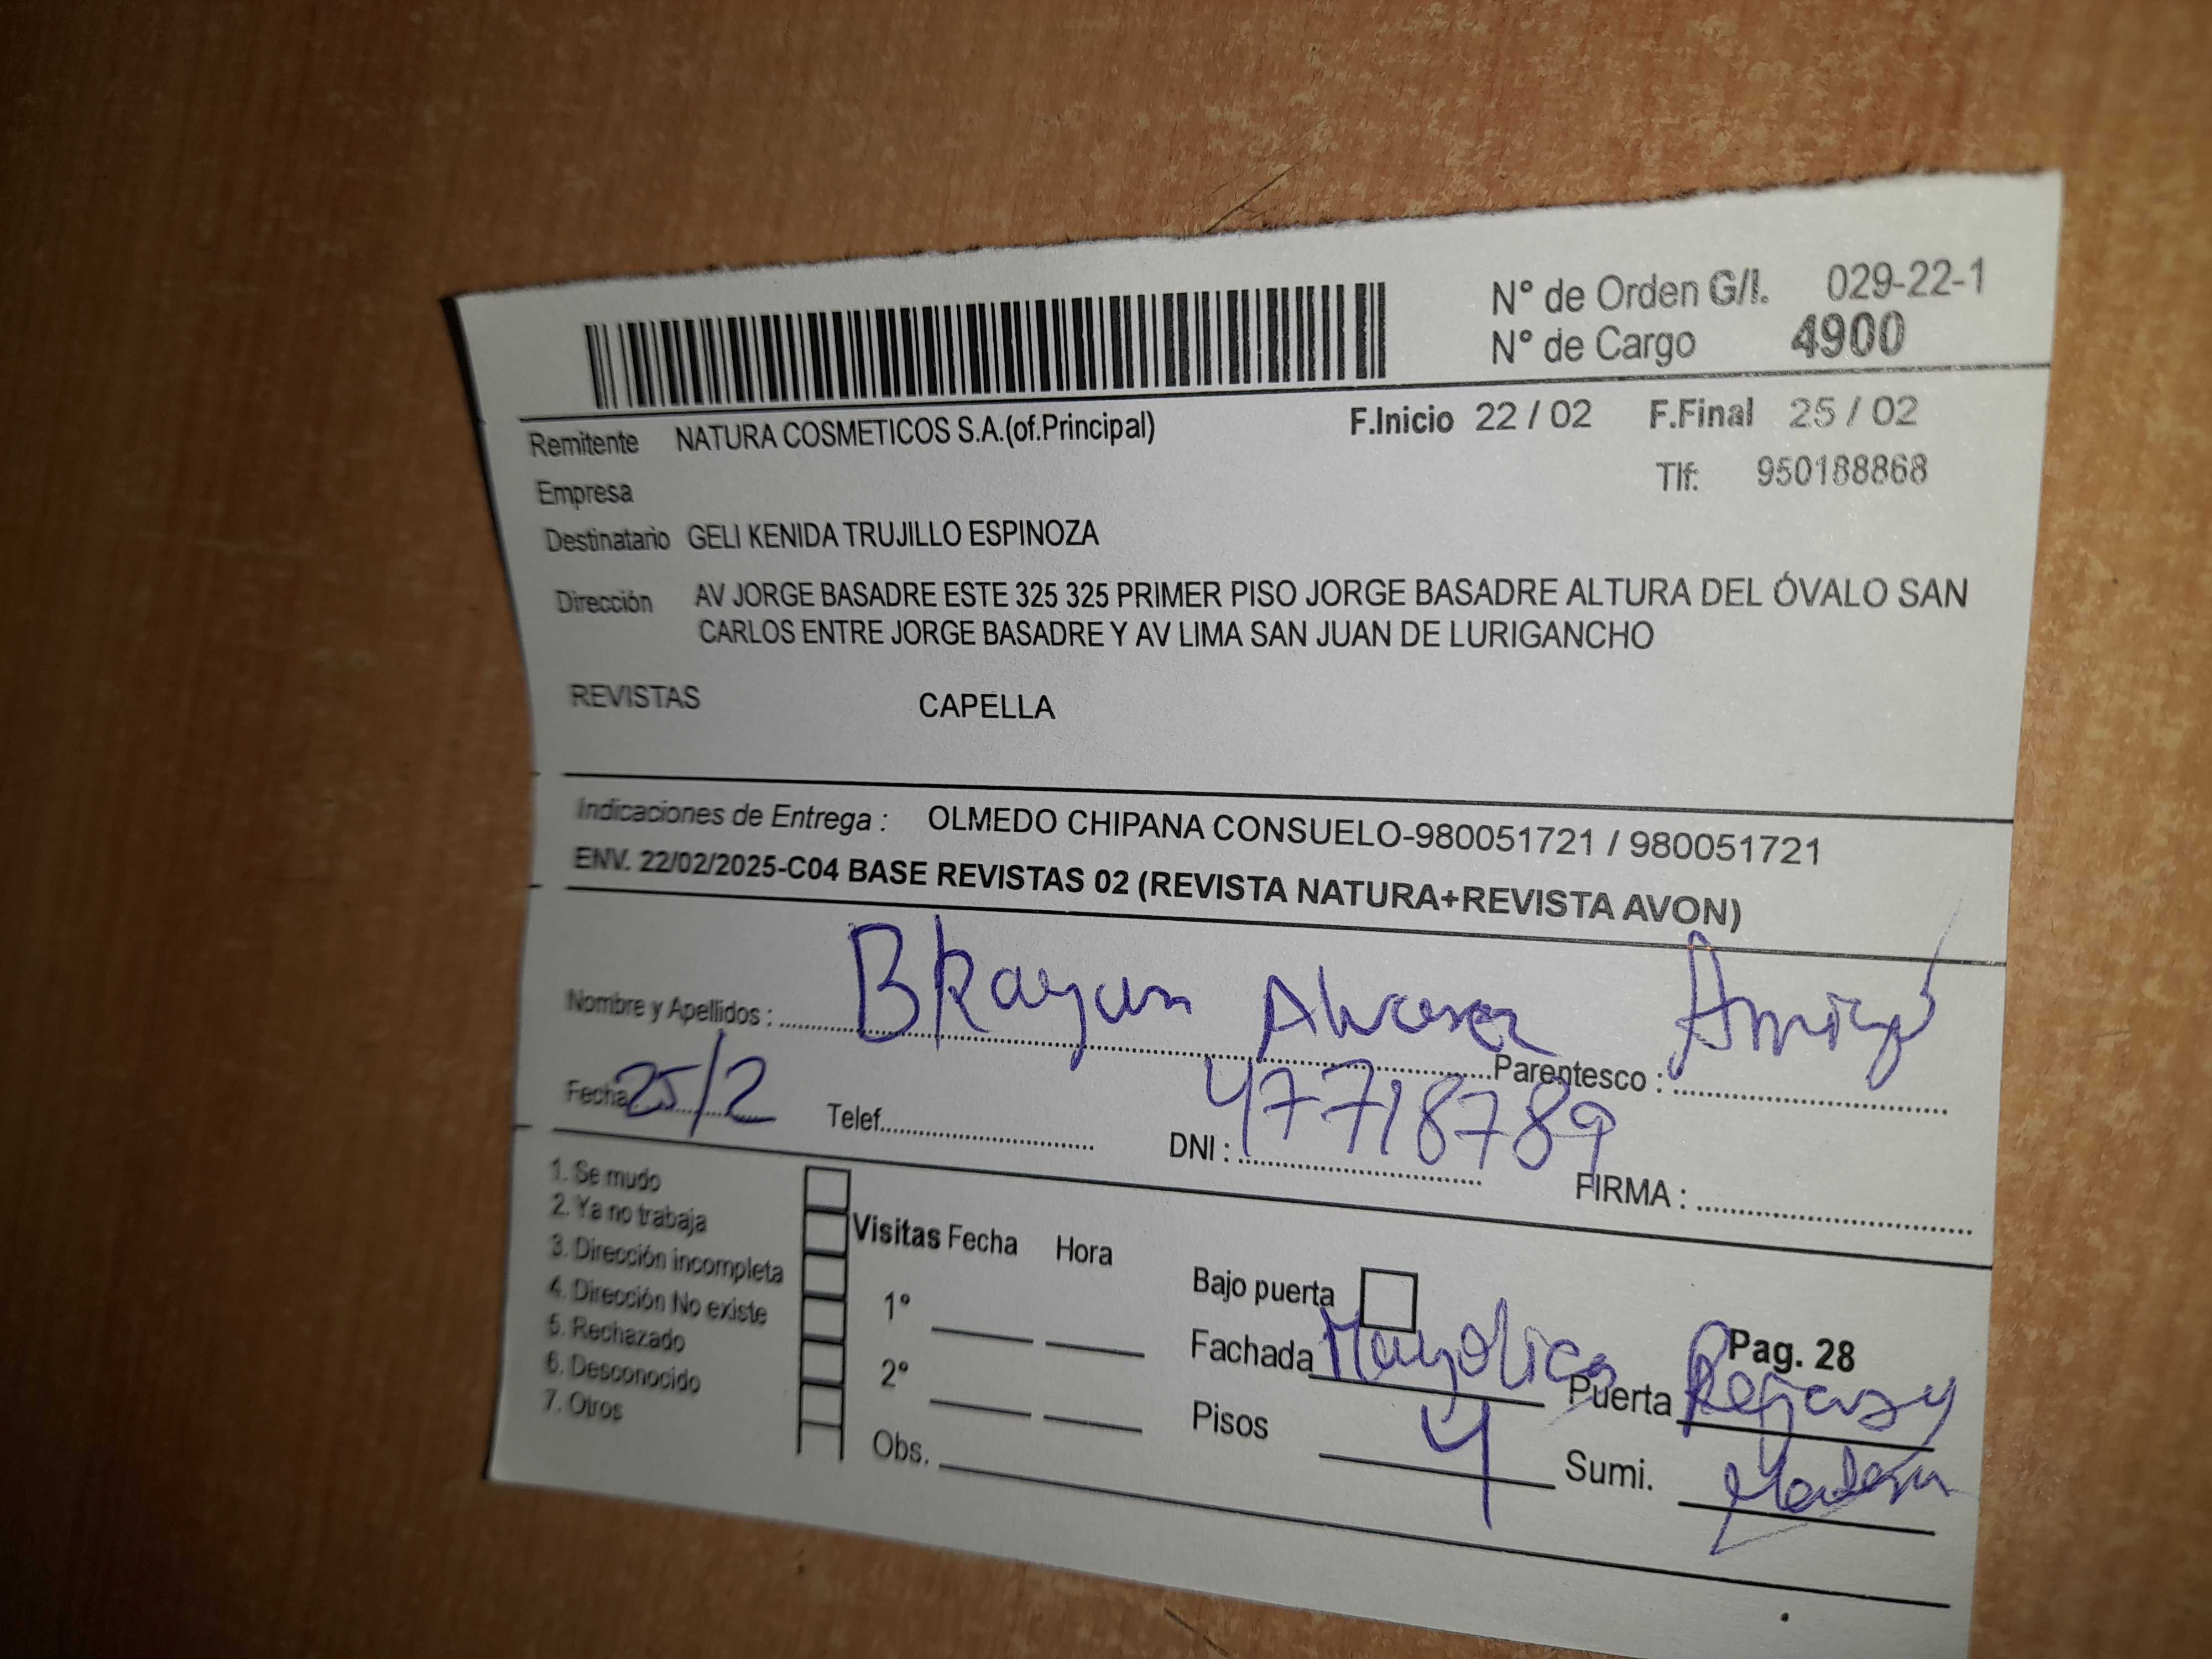 N° de Orden G/I. 029-22-1
N° de Cargo 4900
Remitente NATURA COSMETICOS S.A.(of.Principal) F.Inicio 22 / 02 F.Final 25 / 02
Empresa Tlf: 950188868
Destinatario GELI KENIDA TRUJILLO ESPINOZA
Dirección AV JORGE BASADRE ESTE 325 325 PRIMER PISO JORGE BASADRE ALTURA DEL ÓVALO SAN
CARLOS ENTRE JORGE BASADRE Y AV LIMA SAN JUAN DE LURIGANCHO
REVISTAS CAPELLA
Indicaciones de Entrega : OLMEDO CHIPANA CONSUELO-980051721 / 980051721
ENV. 22/02/2025-C04 BASE REVISTAS 02 (REVISTA NATURA+REVISTA AVON)
Nombre y Apellidos : BRayan Parentesco : Amigo
Fecha 25/2 Telef. DNI : 47718789 FIRMA :
1. Se mudo
2. Ya no trabaja
3. Dirección incompleta
4. Dirección No existe
5. Rechazado
6. Desconocido
7. Otros
Visitas Fecha Hora
1°
2°
Obs.
Bajo puerta
Pag. 28
Fachada Mayolica Puerta Rejas y
Pisos 4 Sumi. Madera